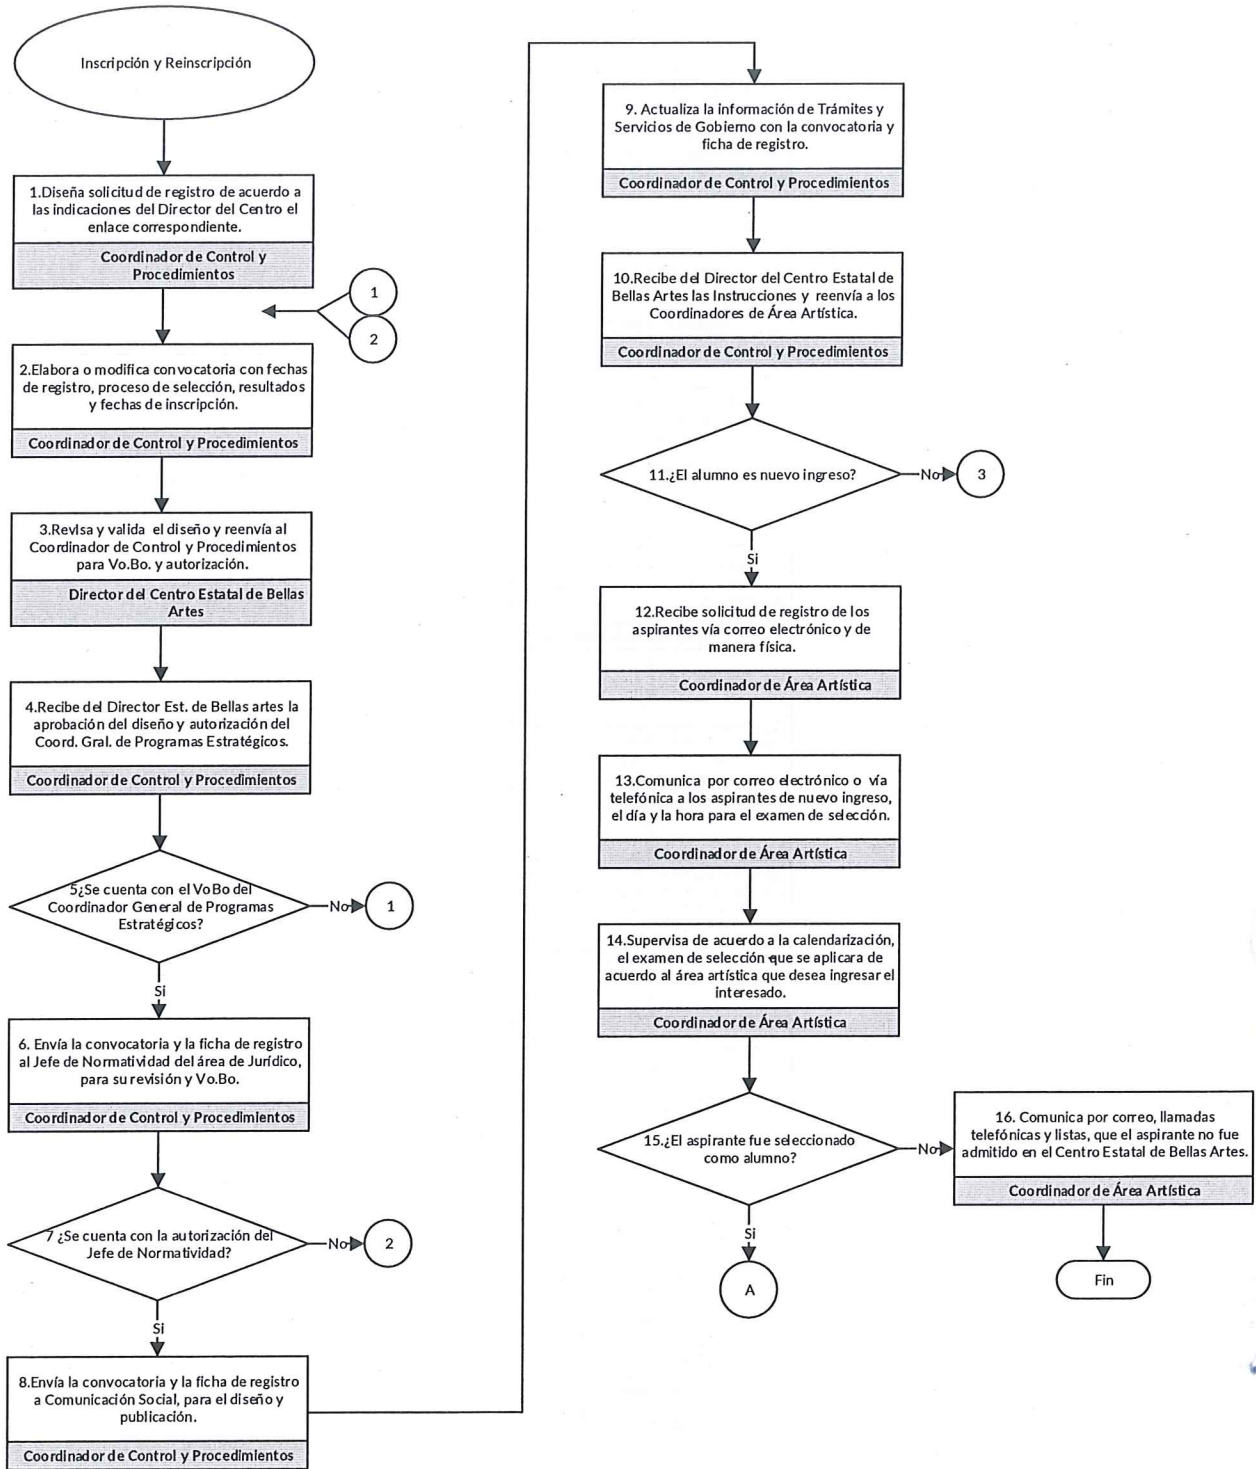 Inscripción y Reinscripción
1.Diseña solicitud de registro de acuerdo a
las indicaciones del Director del Centro el
enlace correspondiente.
Coordinador de Control y
Procedimientos
1
2
2.Elabora o modifica convocatoria con fechas
de registro, proceso de selección, resultados
y fechas de inscripción.
Coordinador de Control y Procedimientos
3.Revisa y valida el diseño y reenvía al
Coordinador de Control y Procedimientos
para Vo.Bo. y autorización.
Director del Centro Estatal de Bellas
Artes
4.Recibe del Director Est. de Bellas artes la
aprobación del diseño y autorización del
Coord. Gral. de Programas Estratégicos.
Coordinador de Control y Procedimientos
5¿Se cuenta con el VoBo del
Coordinador General de Programas
Estratégicos?
No
1
Si
6. Envía la convocatoria y la ficha de registro
al Jefe de Normatividad del área de Jurídico,
para su revisión y Vo.Bo.
Coordinador de Control y Procedimientos
7 ¿Se cuenta con la autorización del
Jefe de Normatividad?
No
2
Si
8.Envía la convocatoria y la ficha de registro
a Comunicación Social, para el diseño y
publicación.
Coordinador de Control y Procedimientos
9. Actualiza la información de Trámites y
Servicios de Gobierno con la convocatoria y
ficha de registro.
Coordinador de Control y Procedimientos
10.Recibe del Director del Centro Estatal de
Bellas Artes las Instrucciones y reenvía a los
Coordinadores de Área Artística.
Coordinador de Control y Procedimientos
11.¿El alumno es nuevo ingreso?
No
3
Si
12.Recibe solicitud de registro de los
aspirantes vía correo electrónico y de
manera física.
Coordinador de Área Artística
13.Comunica por correo electrónico o vía
telefónica a los aspirantes de nuevo ingreso,
el día y la hora para el examen de selección.
Coordinador de Área Artística
14.Supervisa de acuerdo a la calendarización,
el examen de selección que se aplicara de
acuerdo al área artística que desea ingresar el
interesado.
Coordinador de Área Artística
15.¿El aspirante fue seleccionado
como alumno?
No
Si
A
16. Comunica por correo, llamadas
telefónicas y listas, que el aspirante no fue
admitido en el Centro Estatal de Bellas Artes.
Coordinador de Área Artística
Fin